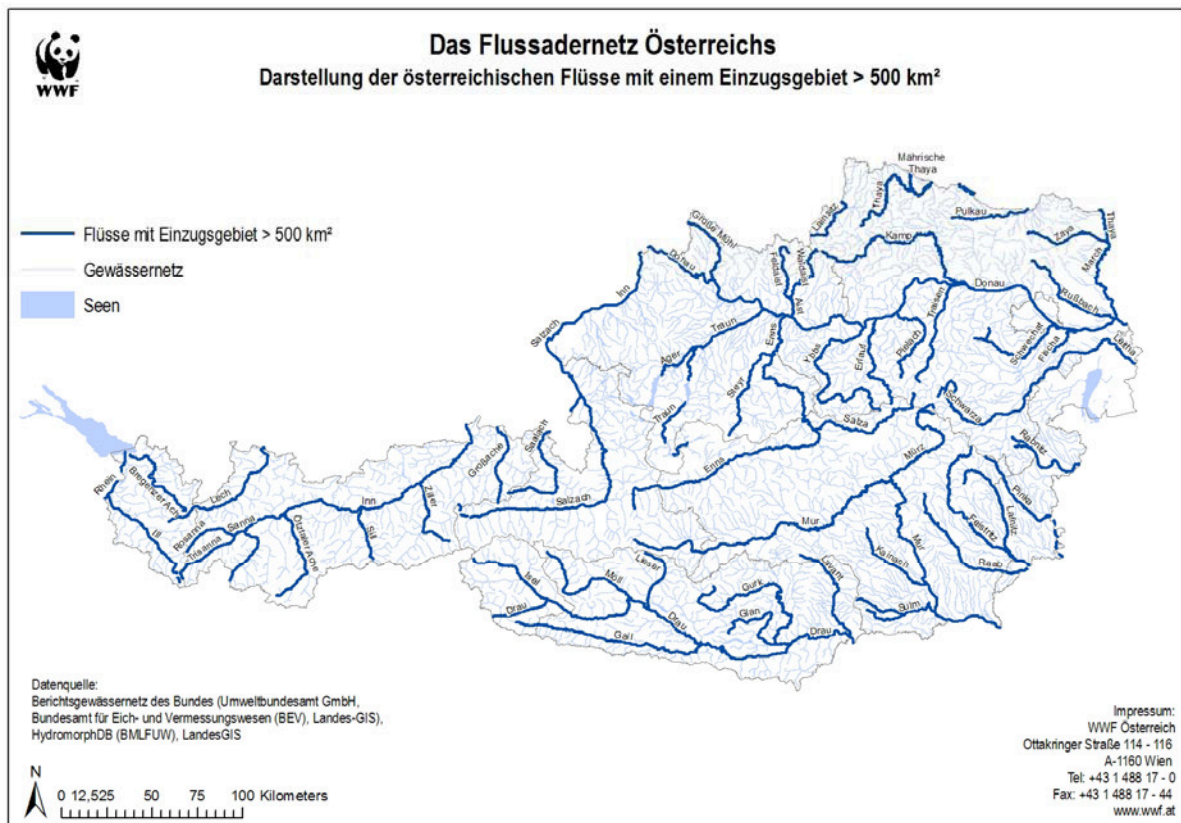 WWF
Das Flussadernetz Österreichs
Darstellung der österreichischen Flüsse mit einem Einzugsgebiet > 500 km²
Flüsse mit Einzugsgebiet > 500 km²
Gewässernetz
Seen
Mährische
Thaya
Thaya
Lainsitz
Pulkau
Thaya
Zaya
March
Große Mühl
Donau
Feldaist
Waldaist
Aist
Kamp
Donau
Rußbach
Inn
Salzach
Traun
Enns
Ybbs
Erlauf
Pielach
Traisen
Schwechat
Fischa
Leitha
Ager
Traun
Steyr
Salza
Schwarza
Rabnitz
Großache
Saalach
Enns
Mürz
Rhein
Bregenzer Ach
Lech
Inn
Ziller
Salzach
Pinka
Lafnitz
Feistritz
Ill
Rosanna
Sanna
Trisanna
Ötztaler Ache
Sill
Mur
Mur
Kainach
Raab
Isel
Möll
Lieser
Gurk
Glan
Lavant
Sulm
Drau
Drau
Drau
Gail
Datenquelle:
Berichtsgewässernetz des Bundes (Umweltbundesamt GmbH,
Bundesamt für Eich- und Vermessungswesen (BEV), Landes-GIS),
HydromorphDB (BMLFUW), LandesGIS
N
0 12,525 50 75 100 Kilometers
Impressum:
WWF Österreich
Ottakringer Straße 114 - 116
A-1160 Wien
Tel: +43 1 488 17 - 0
Fax: +43 1 488 17 - 44
www.wwf.at